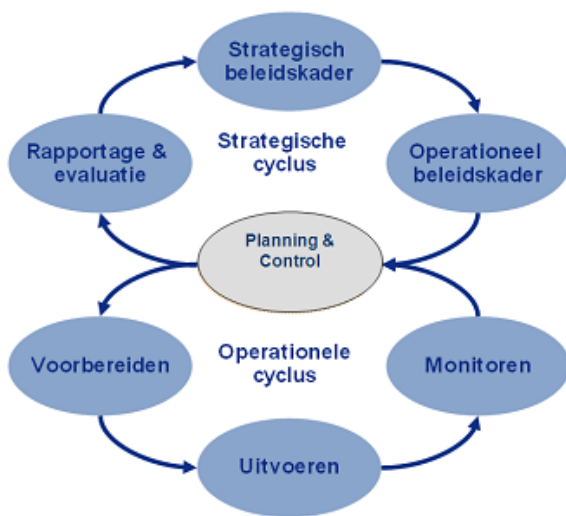 Strategisch
beleidskader
Rapportage &
evaluatie
Strategische
cyclus
Operationeel
beleidskader
Planning &
Control
Voorbereiden
Operationele
cyclus
Monitoren
Uitvoeren